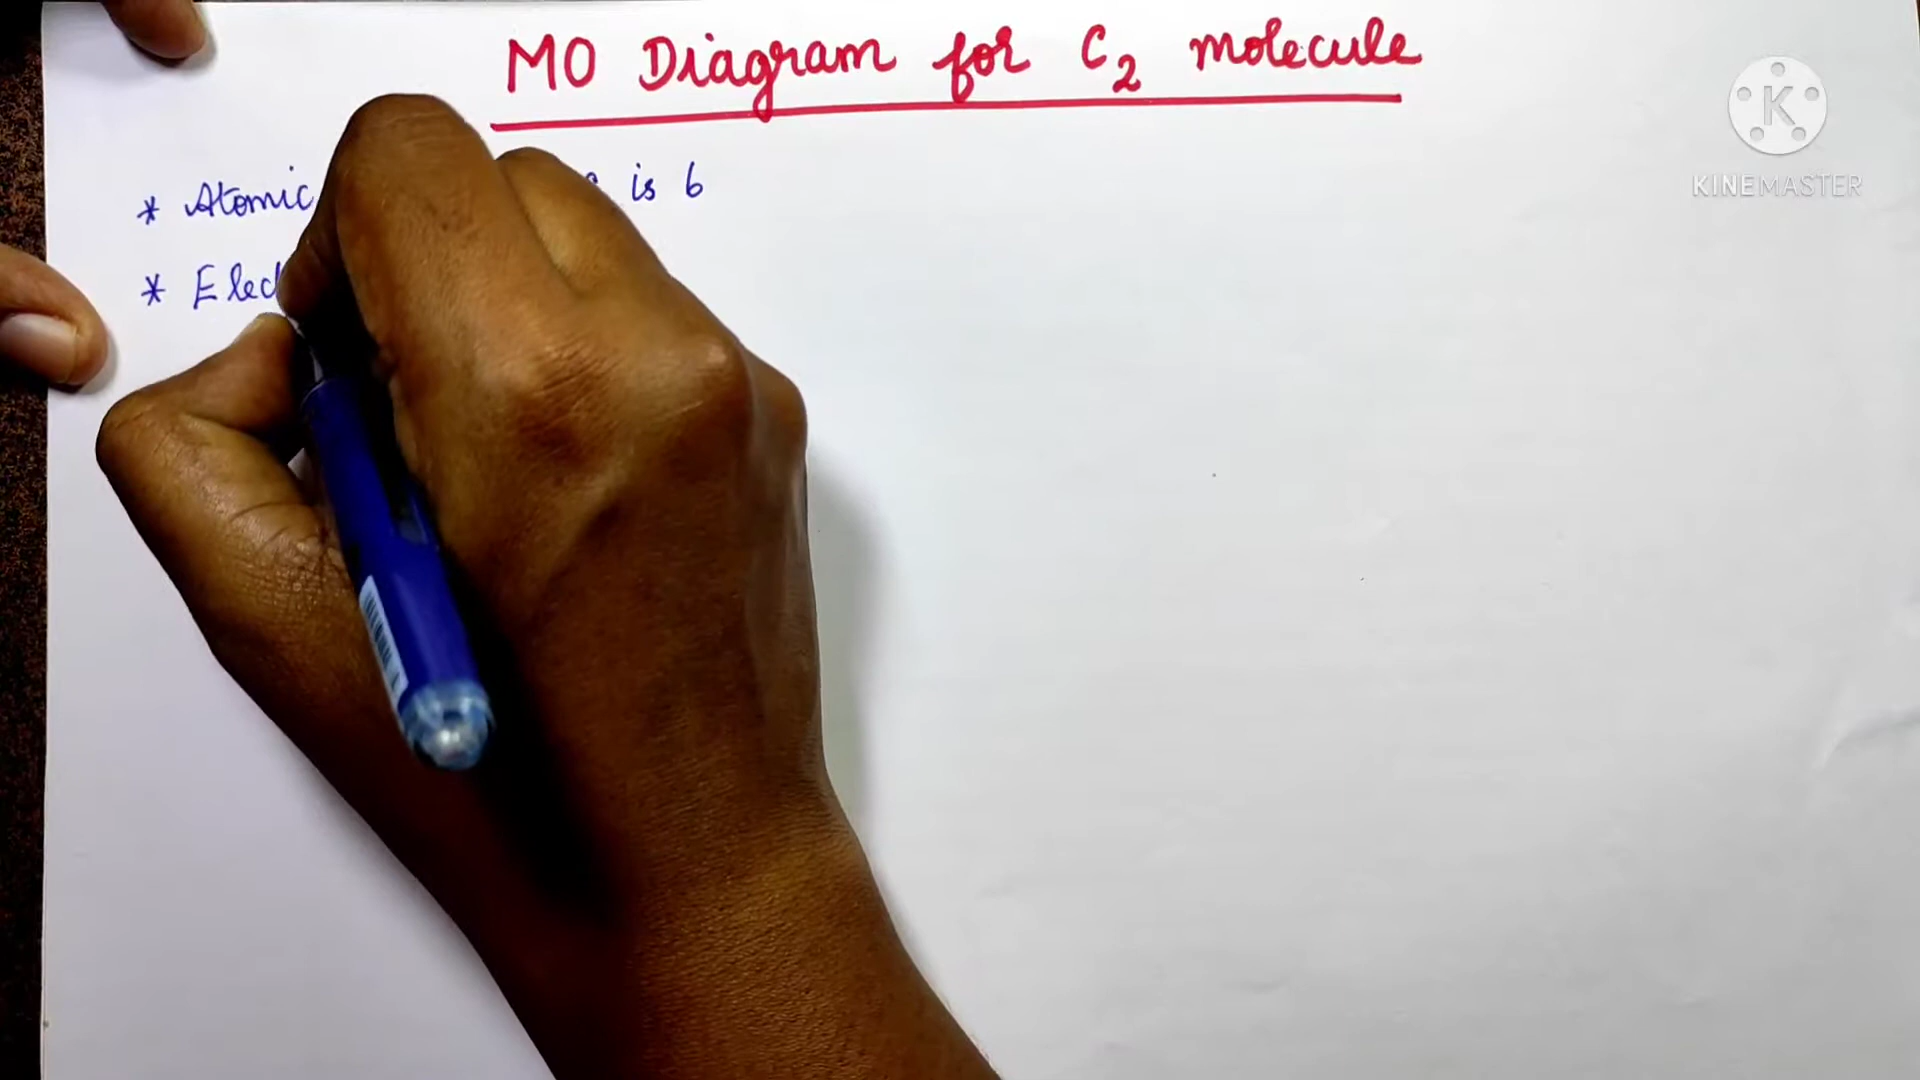 MO Diagram for C2 molecule
K
KINEMASTER
* Atomic is 6
* Elec